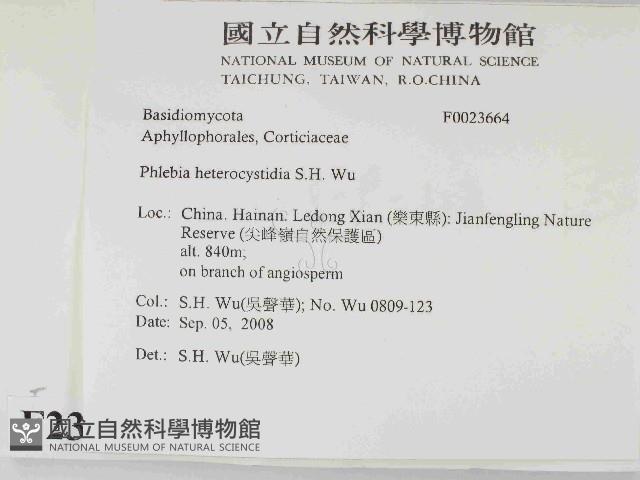 國立自然科學博物館
NATIONAL MUSEUM OF NATURAL SCIENCE
TAICHUNG, TAIWAN, R.O.CHINA
Basidiomycota F0023664
Aphyllophorales, Corticiaceae
Phlebia heterocystidia S.H. Wu
Loc.: China. Hainan. Ledong Xian (樂東縣): Jianfengling Nature
Reserve (尖峰嶺自然保護區)
alt. 840m;
on branch of angiosperm
Col.: S.H. Wu(吳聲華); No. Wu 0809-123
Date: Sep. 05, 2008
Det.: S.H. Wu(吳聲華)
F23
國立自然科學博物館
NATIONAL MUSEUM OF NATURAL SCIENCE